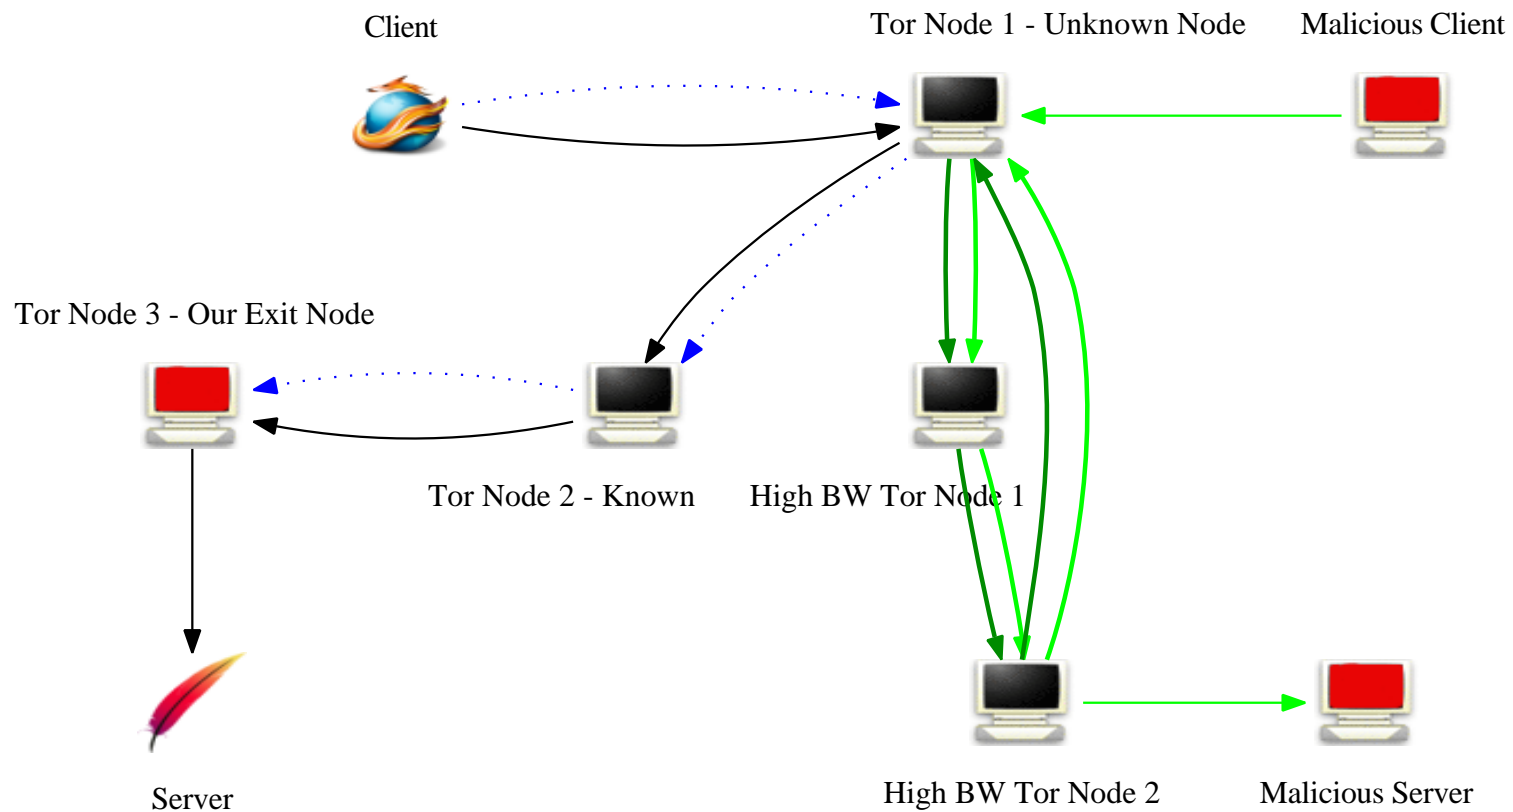 Client
Tor Node 1 - Unknown Node
Malicious Client
Tor Node 3 - Our Exit Node
Tor Node 2 - Known
High BW Tor Node 1
Server
High BW Tor Node 2
Malicious Server